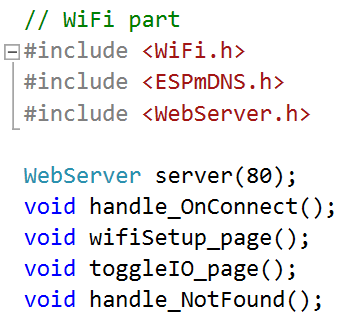 // WiFi part
#include <WiFi.h>
#include <ESPmDNS.h>
#include <WebServer.h>
WebServer server(80);
void handle_OnConnect();
void wifiSetup_page();
void toggleIO_page();
void handle_NotFound();